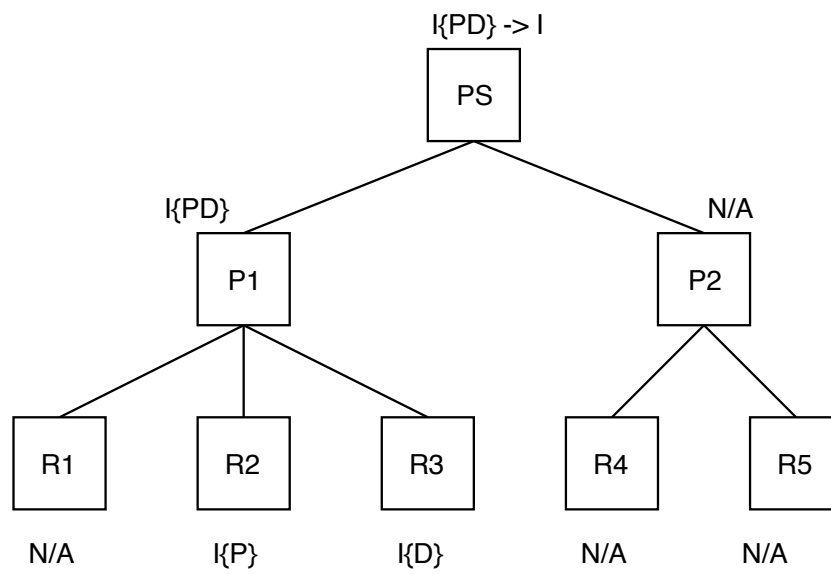 I{PD} -> I
PS
I{PD}
N/A
P1
P2
R1
R2
R3
R4
R5
N/A
I{P}
I{D}
N/A
N/A